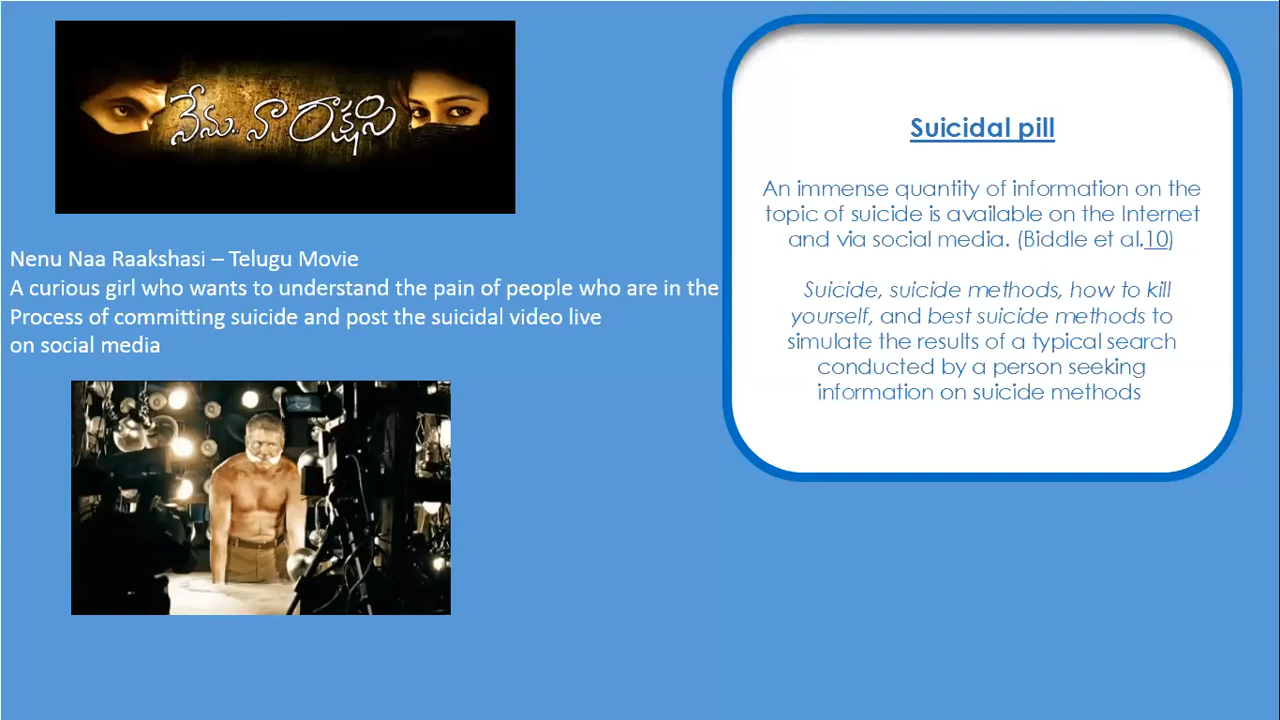 నేను.. నా రాక్షసి
Nenu Naa Raakshasi – Telugu Movie
A curious girl who wants to understand the pain of people who are in the
Process of committing suicide and post the suicidal video live
on social media
Suicidal pill
An immense quantity of information on the
topic of suicide is available on the Internet
and via social media. (Biddle et al.10)
Suicide, suicide methods, how to kill
yourself, and best suicide methods to
simulate the results of a typical search
conducted by a person seeking
information on suicide methods